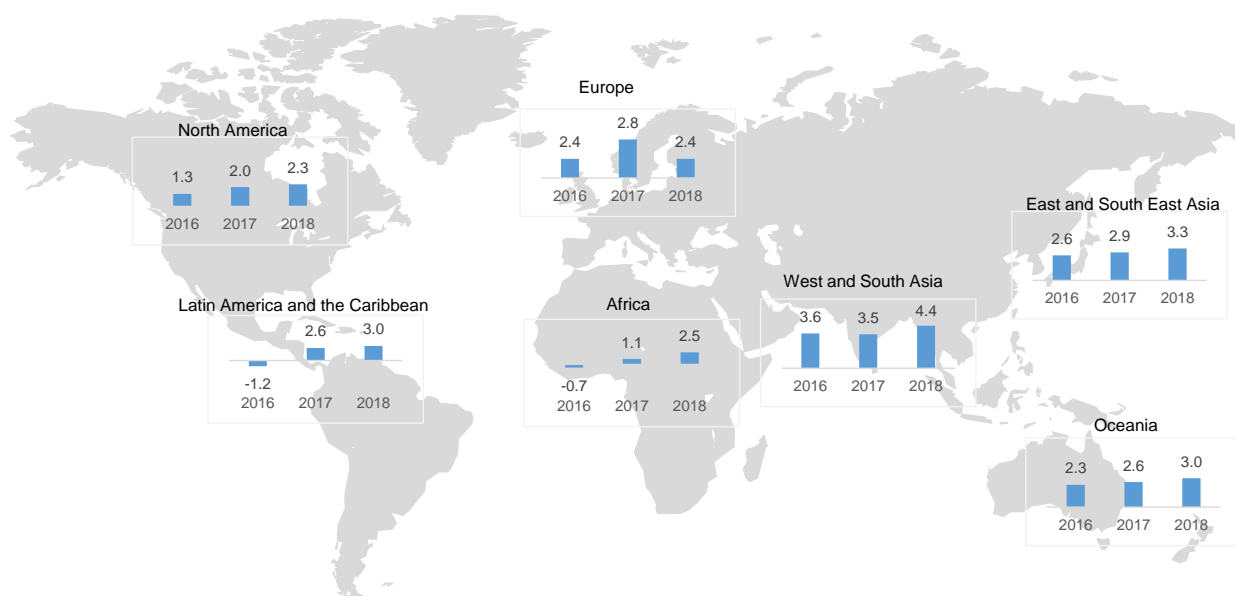 Europe
2.4 2.8 2.4
2016 2017 2018
North America
1.3 2.0 2.3
2016 2017 2018
East and South East Asia
2.6 2.9 3.3
2016 2017 2018
West and South Asia
3.6 3.5 4.4
2016 2017 2018
Latin America and the Caribbean
-1.2 2.6 3.0
2016 2017 2018
Africa
-0.7 1.1 2.5
2016 2017 2018
Oceania
2.3 2.6 3.0
2016 2017 2018